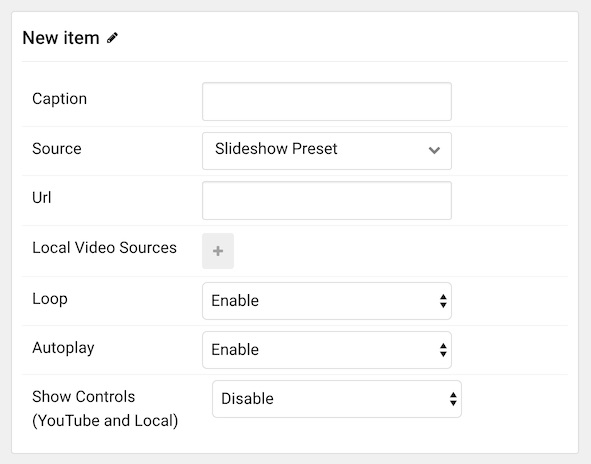 New item
Caption
Source
Slideshow Preset
Url
Local Video Sources
+
Loop
Enable
Autoplay
Enable
Show Controls
(YouTube and Local)
Disable